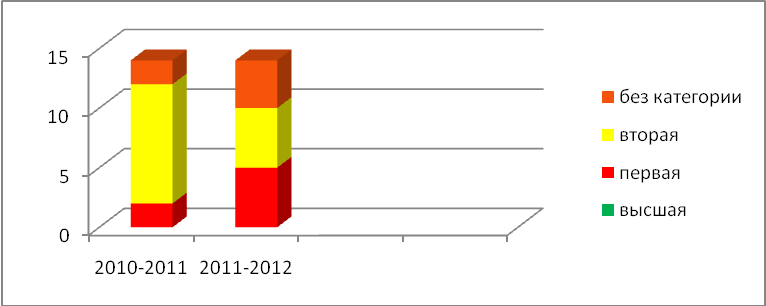 15
10
5
0
2010-2011 2011-2012
без категории
вторая
первая
высшая